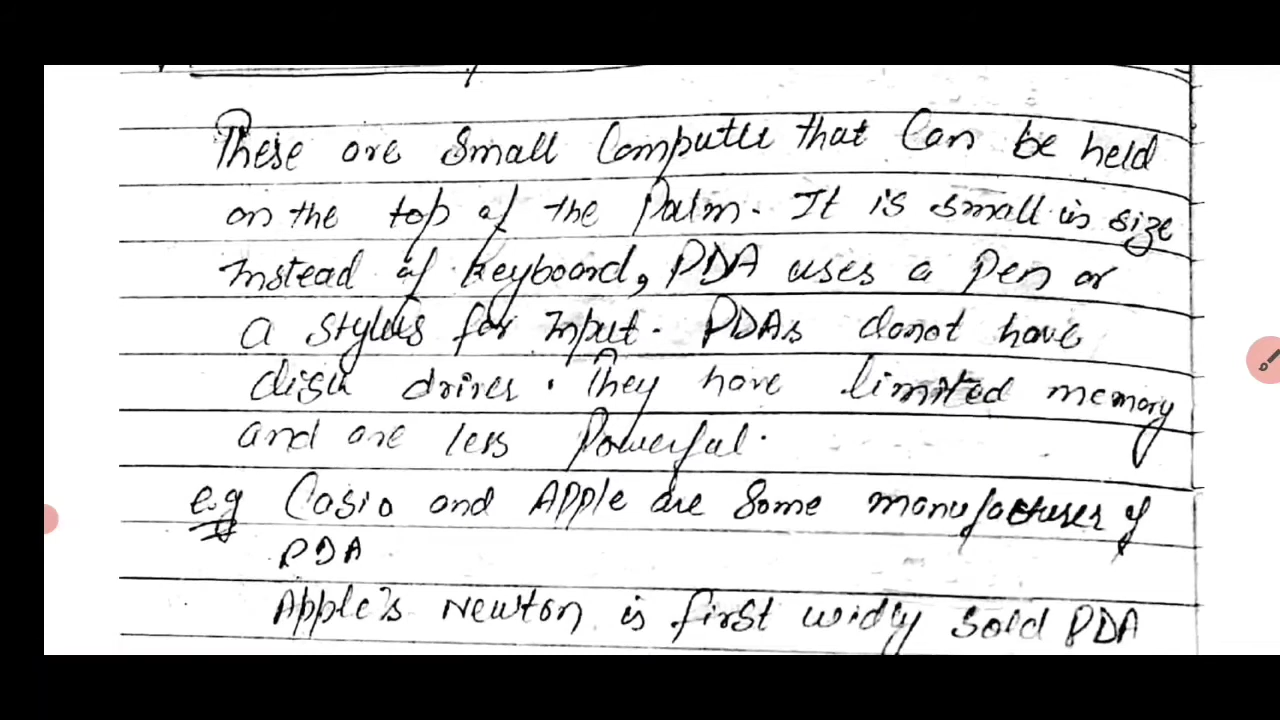 These are small Computer that Can be held
on the top of the Palm. It is small in size
Instead of keyboard, PDA uses a Pen or
a stylus for Input. PDAs donot have
disk drives. They have limited memory
and are less Powerful.
e.g Casio and Apple are some manufacturer of
PDA
Apple's Newton is first widly sold PDA